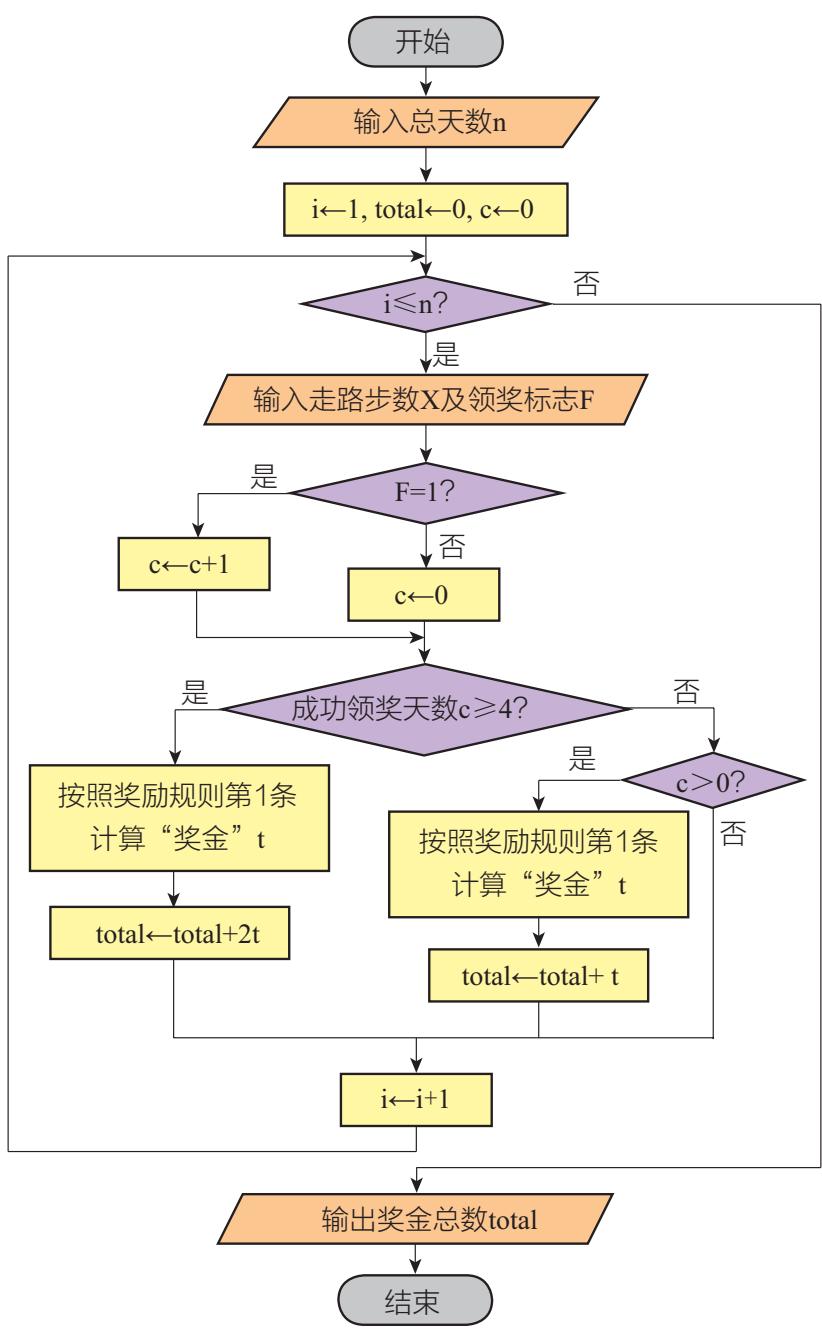 开始
输入总天数n
i←1, total←0, c←0
i≤n?
否
是
输入走路步数X及领奖标志F
F=1?
是
否
c←c+1
c←0
成功领奖天数c≥4?
是
否
c>0?
是
否
按照奖励规则第1条
计算“奖金”t
total←total+2t
按照奖励规则第1条
计算“奖金”t
total←total+ t
i←i+1
输出奖金总数total
结束